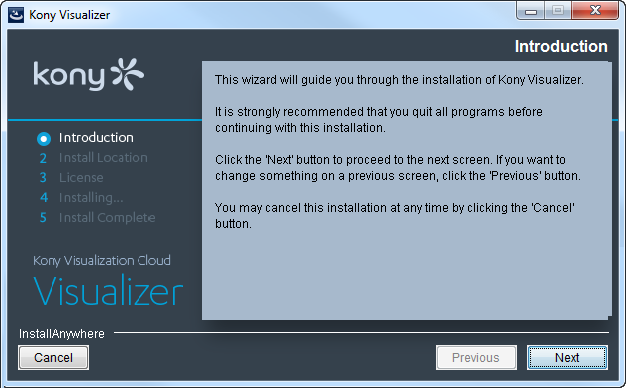 Kony Visualizer
Introduction
kony
This wizard will guide you through the installation of Kony Visualizer.
It is strongly recommended that you quit all programs before
continuing with this installation.
Click the 'Next' button to proceed to the next screen. If you want to
change something on a previous screen, click the 'Previous' button.
You may cancel this installation at any time by clicking the 'Cancel'
button.
Introduction
2 Install Location
3 License
4 Installing...
5 Install Complete
Kony Visualization Cloud
Visualizer
InstallAnywhere
Cancel
Previous
Next